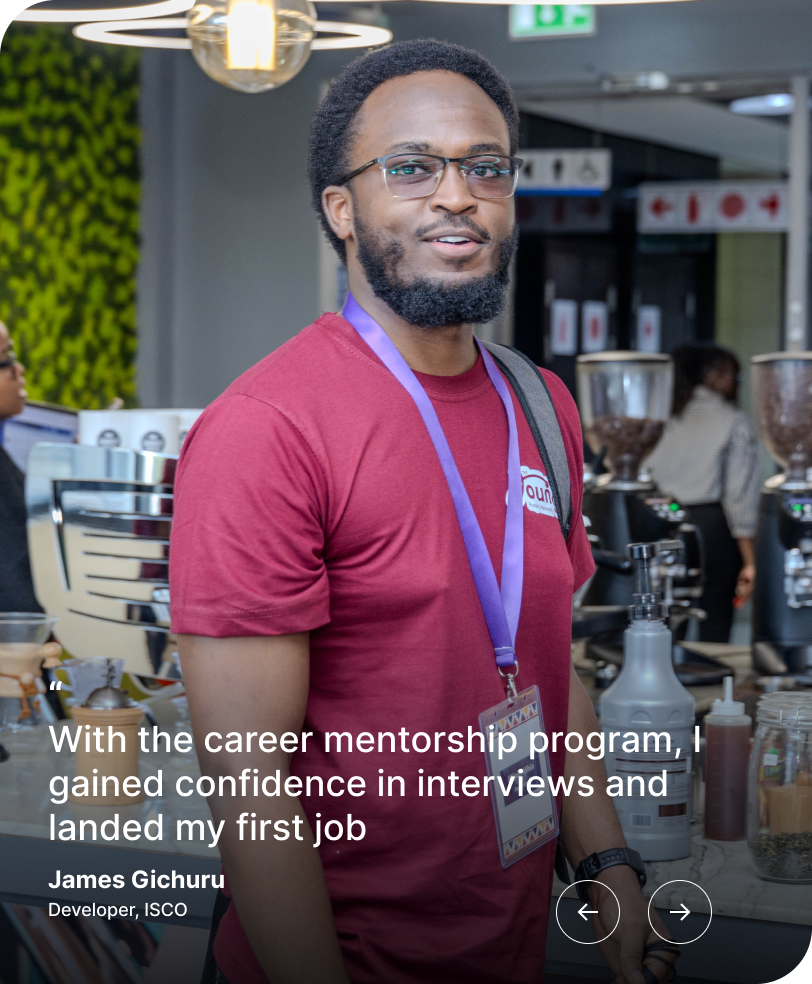 “
With the career mentorship program, I
gained confidence in interviews and
landed my first job
James Gichuru
Developer, ISCO